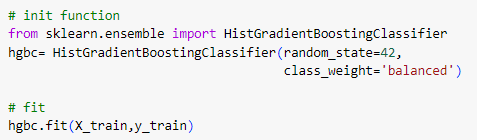 # init function
from sklearn.ensemble import HistGradientBoostingClassifier
hgbc= HistGradientBoostingClassifier(random_state=42,
class_weight='balanced')
# fit
hgbc.fit(X_train,y_train)